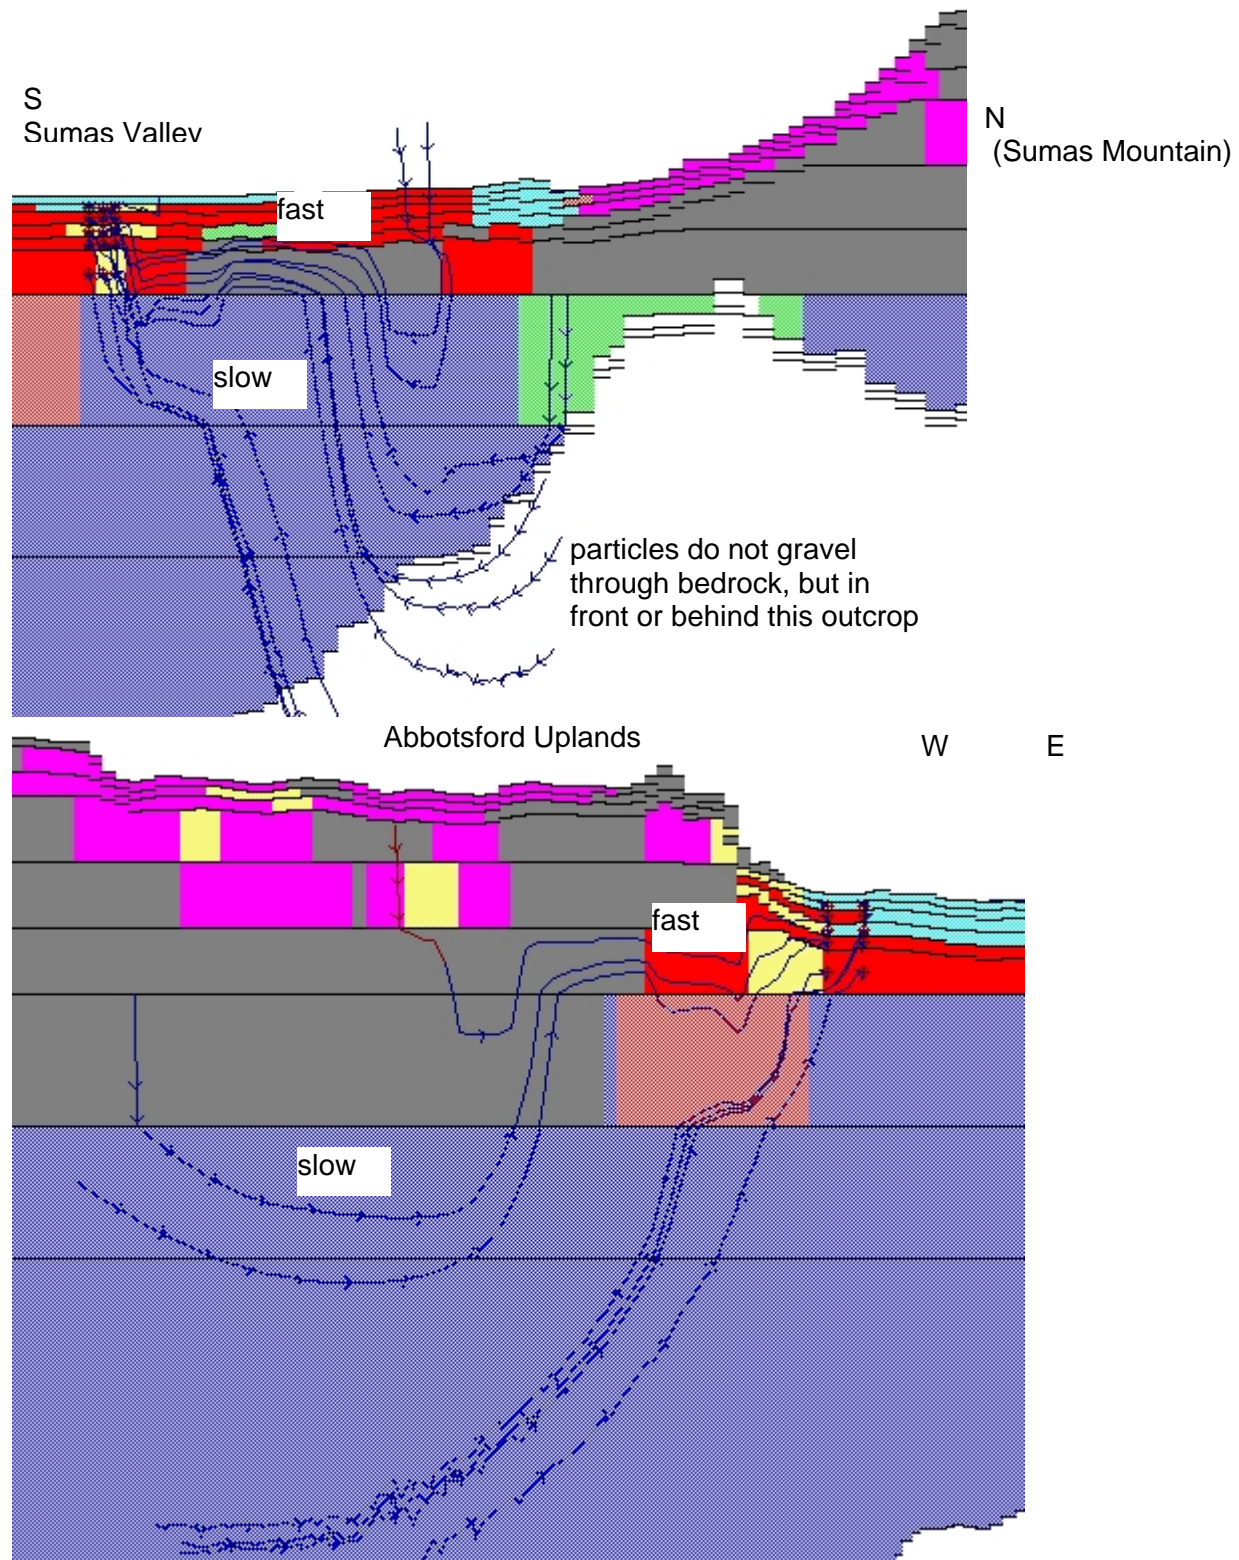 S
Sumas Valley
N
(Sumas Mountain)
fast
slow
particles do not gravel
through bedrock, but in
front or behind this outcrop
Abbotsford Uplands
W E
fast
slow